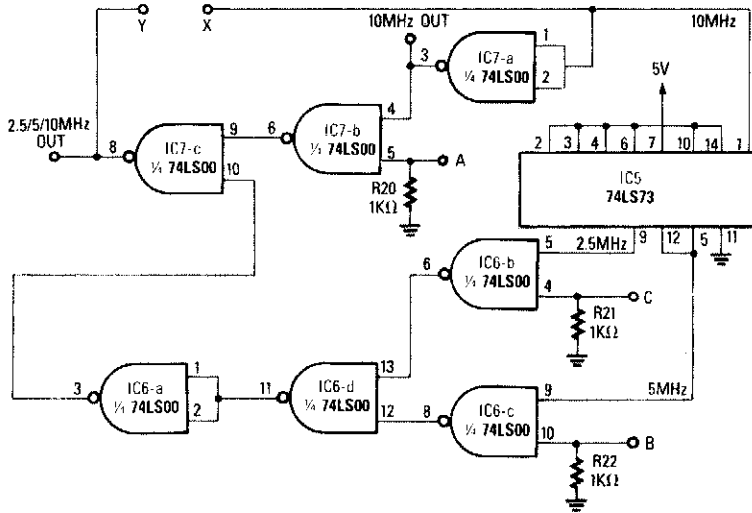 Y
X
10MHz OUT
10MHz
3
IC7-a
¼ 74LS00
1
2
5V
2.5/5/10MHz
OUT
8
IC7-c
¼ 74LS00
9
10
6
IC7-b
¼ 74LS00
4
5
A
R20
1KΩ
2
3
4
6
7
10
14
1
IC5
74LS73
9
12
5
11
2.5MHz
6
IC6-b
¼ 74LS00
5
4
C
R21
1KΩ
3
IC6-a
¼ 74LS00
1
2
11
IC6-d
¼ 74LS00
13
12
8
IC6-c
¼ 74LS00
9
10
5MHz
B
R22
1KΩ